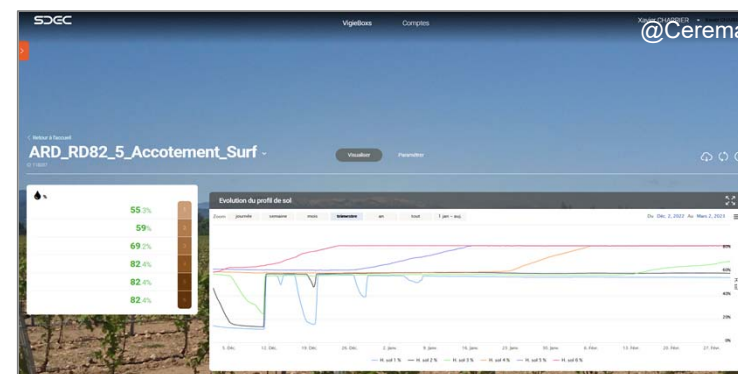 SDEC
VigieBoxs
Comptes
Xavier CHARRIER
@Cerema
Retour à l'accueil
ARD_RD82_5_Accotement_Surf
Visualiser
Paramétrer
%
55.3%
59%
69.2%
82.4%
82.4%
82.4%
Evolution du profil de sol
Zoom journée semaine mois trimestre an tout 1 jan - auj.
Du Déc. 2, 2022 Au Mars 2, 2023
80%
60%
40%
20%
0%
5. Déc. 12. Déc. 19. Déc. 26. Déc. 2. Janv. 9. Janv. 16. Janv. 23. Janv. 30. Janv. 6. Févr. 13. Févr. 20. Févr. 27. Févr.
H. sol 1 % H. sol 2 % H. sol 3 % H. sol 4 % H. sol 5 % H. sol 6 %